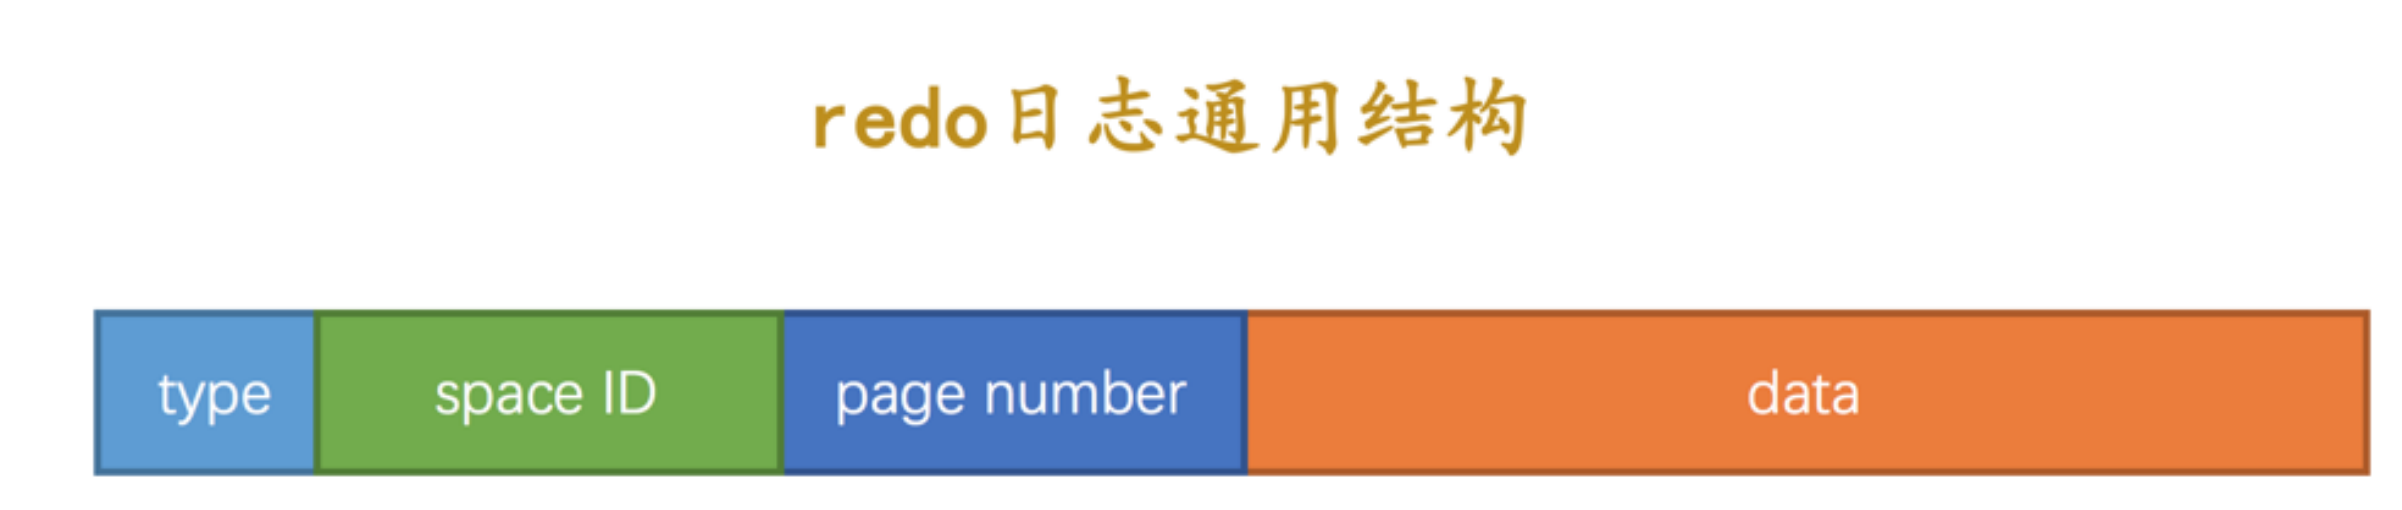 redo日志通用结构
type space ID page number data